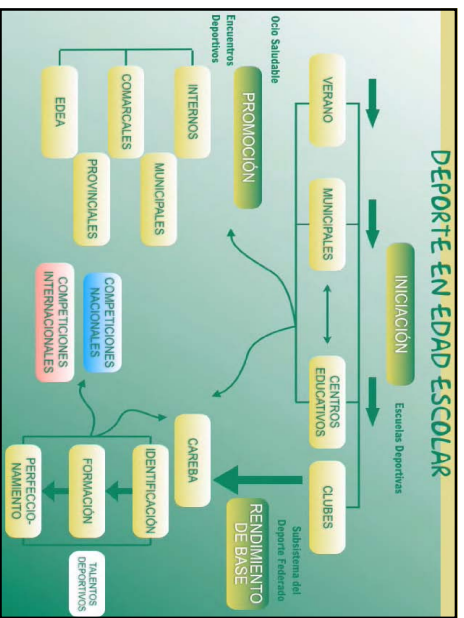 DEPORTE EN EDAD ESCOLAR
INICIACIÓN
Escuelas Deportivas
VERANO
MUNICIPALES
CENTROS
EDUCATIVOS
CLUBES
Ocio Saludable
Encuentros
Deportivos
PROMOCIÓN
Subsistema del
Deporte Federado
RENDIMIENTO
DE BASE
INTERNOS
MUNICIPALES
COMARCALES
PROVINCIALES
EDEA
CAREBA
COMPETICIONES
NACIONALES
COMPETICIONES
INTERNACIONALES
IDENTIFICACIÓN
FORMACIÓN
PERFECCIO-
NAMIENTO
TALENTOS
DEPORTIVOS